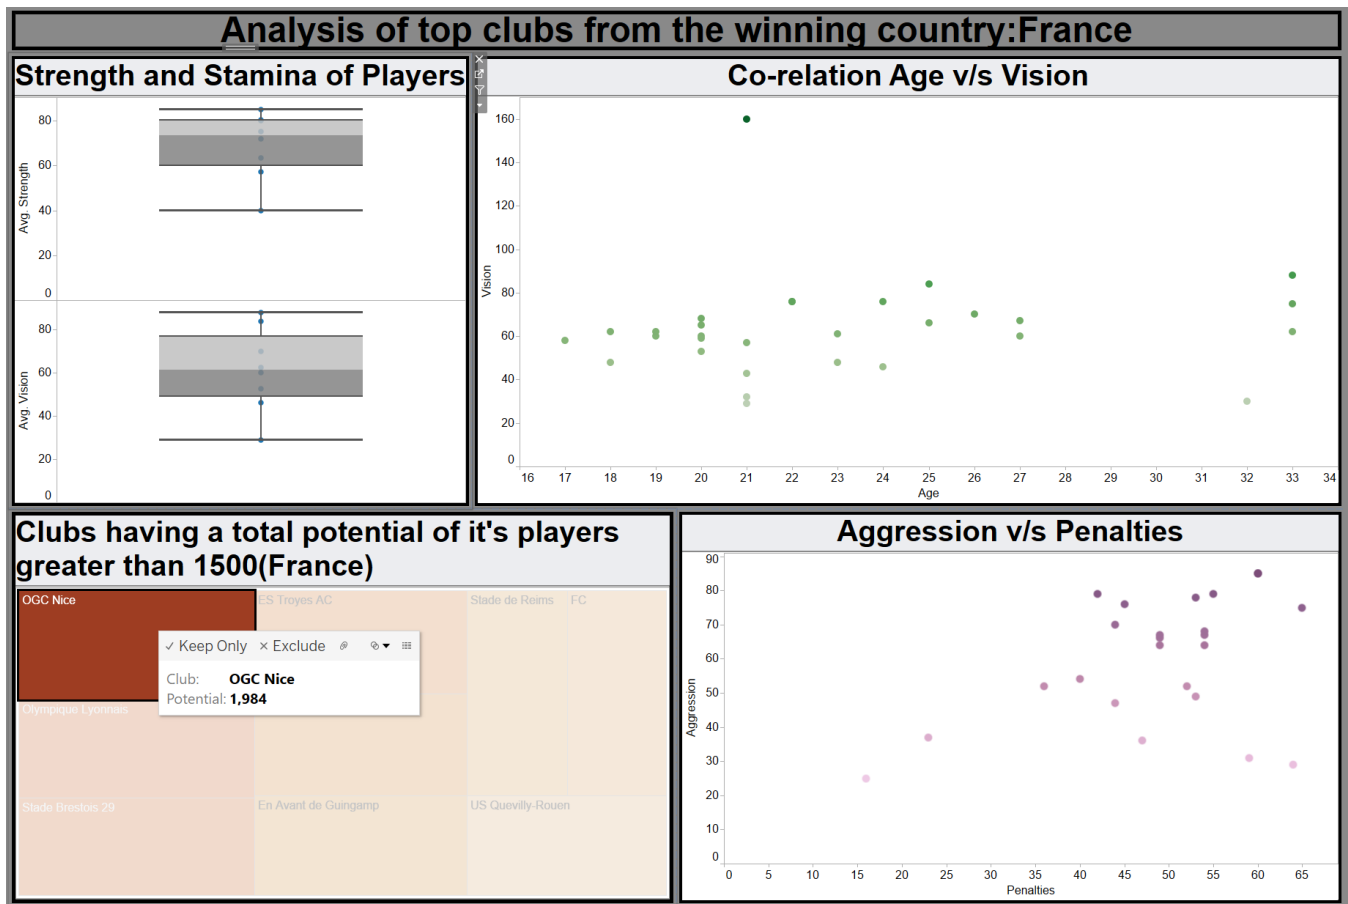 Analysis of top clubs from the winning country:France
Strength and Stamina of Players
80
60
40
20
0
Avg. Strength
80
60
40
20
0
Avg. Vision
Co-relation Age v/s Vision
160
140
120
100
80
60
40
20
0
Vision
16 17 18 19 20 21 22 23 24 25 26 27 28 29 30 31 32 33 34
Age
Clubs having a total potential of it's players
greater than 1500(France)
OGC Nice
ES Troyes AC
Stade de Reims
FC
Keep Only
Exclude
Club: OGC Nice
Potential: 1,984
Olympique Lyonnais
Stade Brestois 29
En Avant de Guingamp
US Quevilly-Rouen
Aggression v/s Penalties
90
80
70
60
50
40
30
20
10
0
Aggression
0 5 10 15 20 25 30 35 40 45 50 55 60 65
Penalties